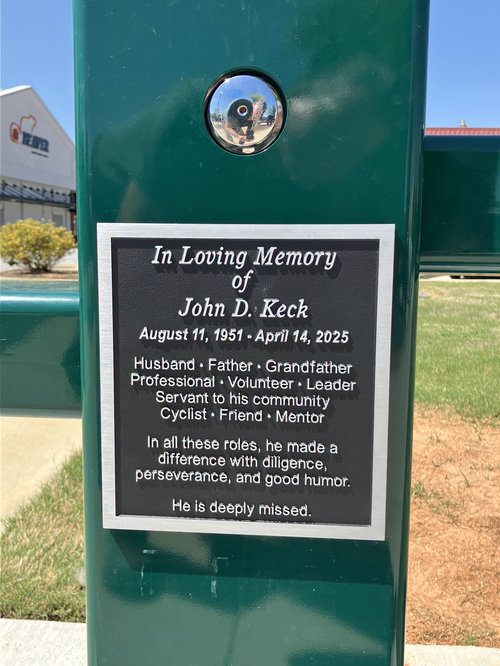 In Loving Memory
of
John D. Keck
August 11, 1951 - April 14, 2025
Husband • Father • Grandfather
Professional • Volunteer • Leader
Servant to his community
Cyclist • Friend • Mentor
In all these roles, he made a
difference with diligence,
perseverance, and good humor.
He is deeply missed.